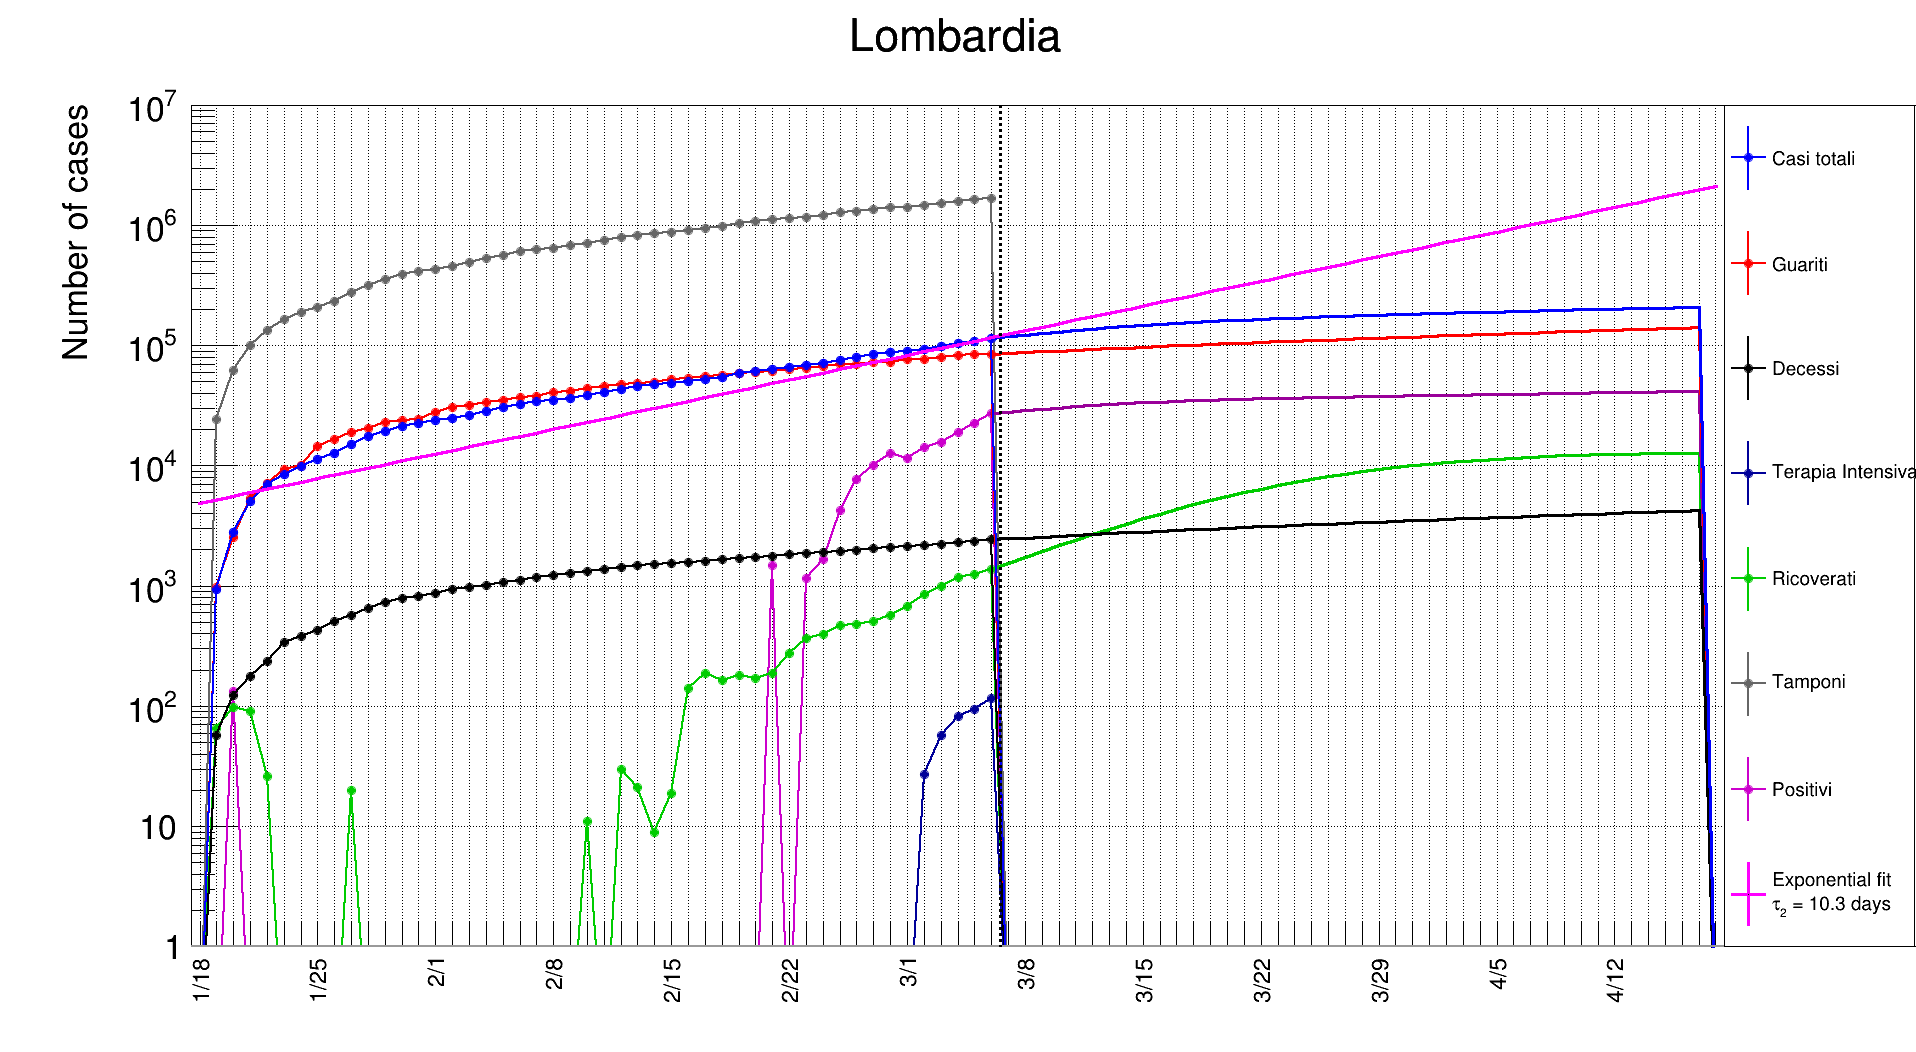 Lombardia
Number of cases
10^7
10^6
10^5
10^4
10^3
10^2
10
1
1/18
1/25
2/1
2/8
2/15
2/22
3/1
3/8
3/15
3/22
3/29
4/5
4/12
Casi totali
Guariti
Decessi
Terapia Intensiva
Ricoverati
Tamponi
Positivi
Exponential fit
τ_2 = 10.3 days